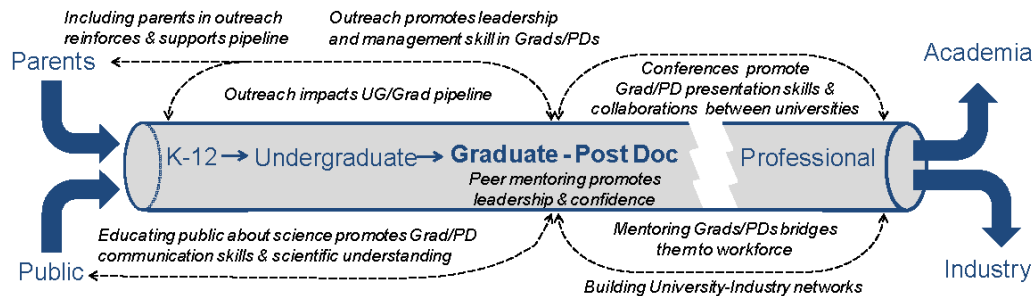 Including parents in outreach
reinforces & supports pipeline
Outreach promotes leadership
and management skill in Grads/PDs
Parents
Academia
Outreach impacts UG/Grad pipeline
Conferences promote
Grad/PD presentation skills &
collaborations between universities
K-12
Undergraduate
Graduate - Post Doc
Professional
Peer mentoring promotes
leadership & confidence
Educating public about science promotes Grad/PD
communication skills & scientific understanding
Mentoring Grads/PDs bridges
them to workforce
Public
Industry
Building University-Industry networks